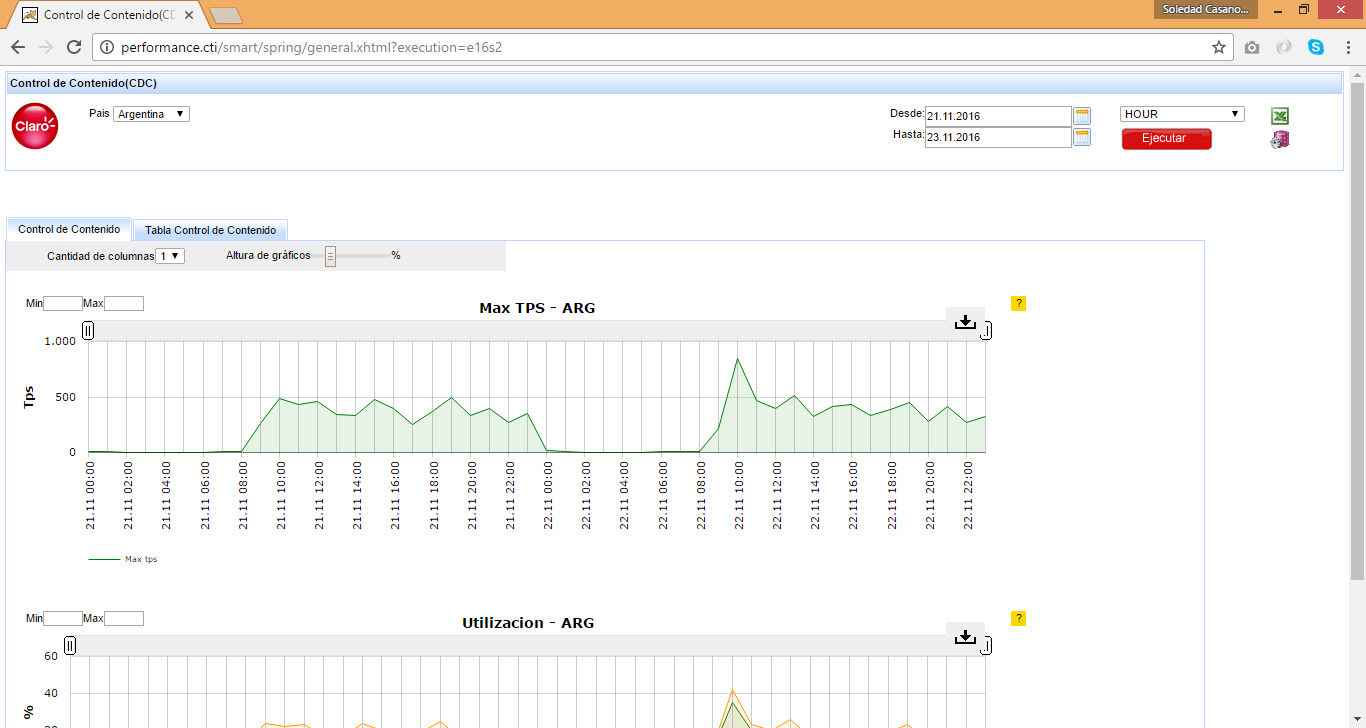 Control de Contenido(CD
Soledad Casano...
performance.cti/smart/spring/general.xhtml?execution=e16s2
Control de Contenido(CDC)
Claro
Pais Argentina
Desde: 21.11.2016
HOUR
Hasta: 23.11.2016
Ejecutar
Control de Contenido
Tabla Control de Contenido
Cantidad de columnas 1
Altura de gráficos %
Min Max
Max TPS - ARG
?
1.000
500
0
Tps
21.11 00:00
21.11 02:00
21.11 04:00
21.11 06:00
21.11 08:00
21.11 10:00
21.11 12:00
21.11 14:00
21.11 16:00
21.11 18:00
21.11 20:00
21.11 22:00
22.11 00:00
22.11 02:00
22.11 04:00
22.11 06:00
22.11 08:00
22.11 10:00
22.11 12:00
22.11 14:00
22.11 16:00
22.11 18:00
22.11 20:00
22.11 22:00
Max tps
Min Max
Utilizacion - ARG
?
60
40
%